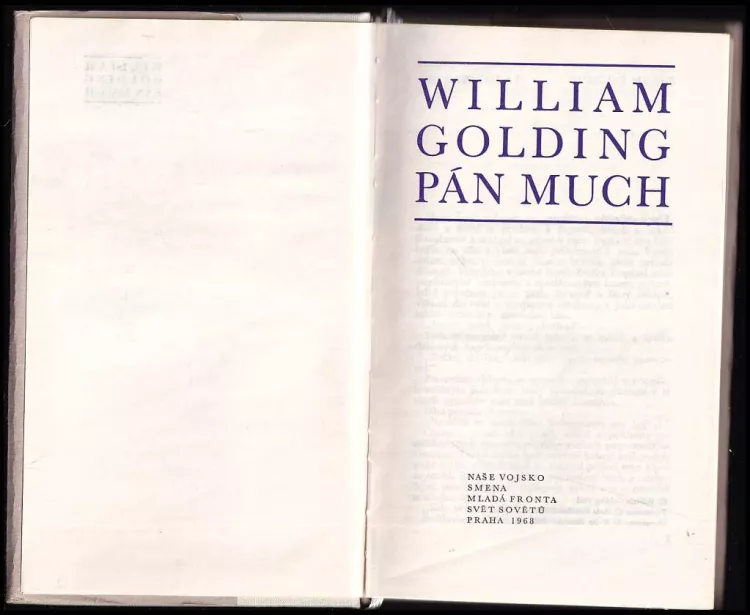 WILLIAM
GOLDING
PÁN MUCH
NAŠE VOJSKO
SMENA
MLADÁ FRONTA
SVĚT SOVĚTŮ
PRAHA 1968